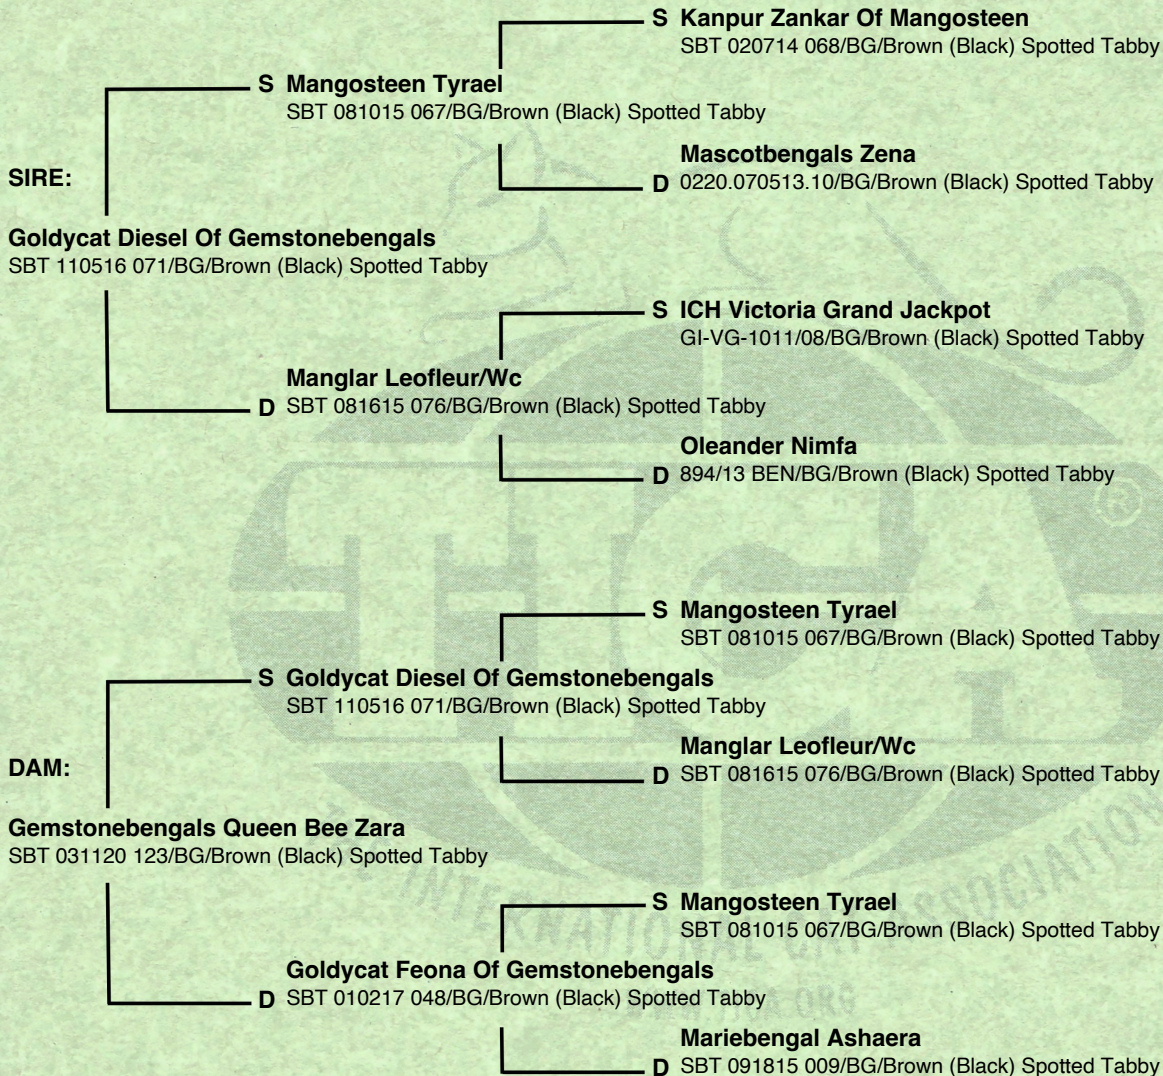 S Kanpur Zankar Of Mangosteen
SBT 020714 068/BG/Brown (Black) Spotted Tabby
S Mangosteen Tyrael
SBT 081015 067/BG/Brown (Black) Spotted Tabby
Mascotbengals Zena
D 0220.070513.10/BG/Brown (Black) Spotted Tabby
SIRE:
Goldycat Diesel Of Gemstonebengals
SBT 110516 071/BG/Brown (Black) Spotted Tabby
S ICH Victoria Grand Jackpot
GI-VG-1011/08/BG/Brown (Black) Spotted Tabby
Manglar Leofleur/Wc
D SBT 081615 076/BG/Brown (Black) Spotted Tabby
Oleander Nimfa
D 894/13 BEN/BG/Brown (Black) Spotted Tabby
S Mangosteen Tyrael
SBT 081015 067/BG/Brown (Black) Spotted Tabby
S Goldycat Diesel Of Gemstonebengals
SBT 110516 071/BG/Brown (Black) Spotted Tabby
Manglar Leofleur/Wc
D SBT 081615 076/BG/Brown (Black) Spotted Tabby
DAM:
Gemstonebengals Queen Bee Zara
SBT 031120 123/BG/Brown (Black) Spotted Tabby
S Mangosteen Tyrael
SBT 081015 067/BG/Brown (Black) Spotted Tabby
Goldycat Feona Of Gemstonebengals
D SBT 010217 048/BG/Brown (Black) Spotted Tabby
Mariebengal Ashaera
D SBT 091815 009/BG/Brown (Black) Spotted Tabby
TICA ®
INTERNATIONAL CAT ASSOCIATION